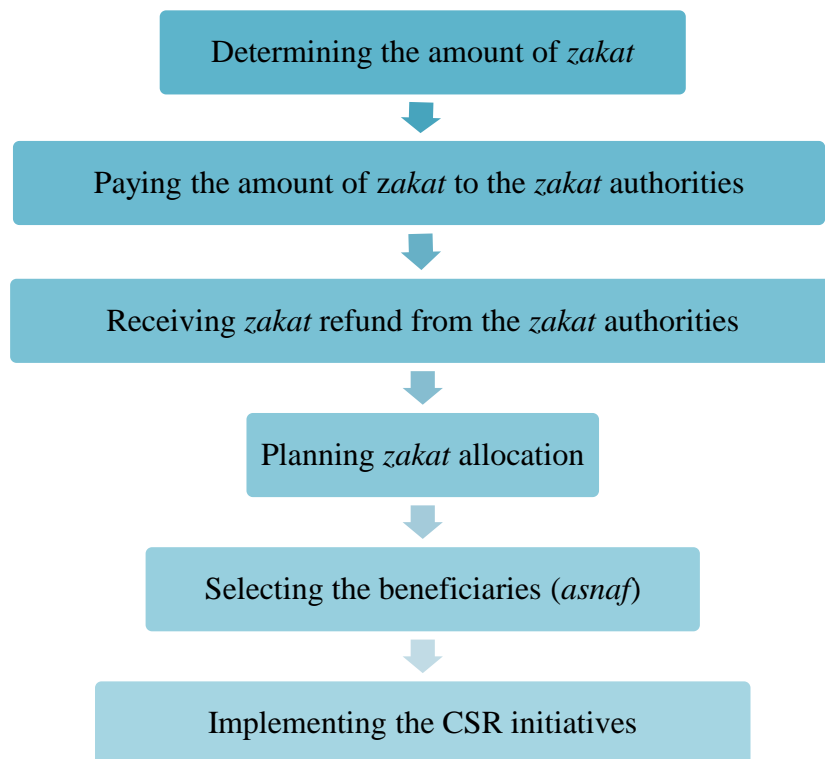 Determining the amount of zakat
Paying the amount of zakat to the zakat authorities
Receiving zakat refund from the zakat authorities
Planning zakat allocation
Selecting the beneficiaries (asnaf)
Implementing the CSR initiatives